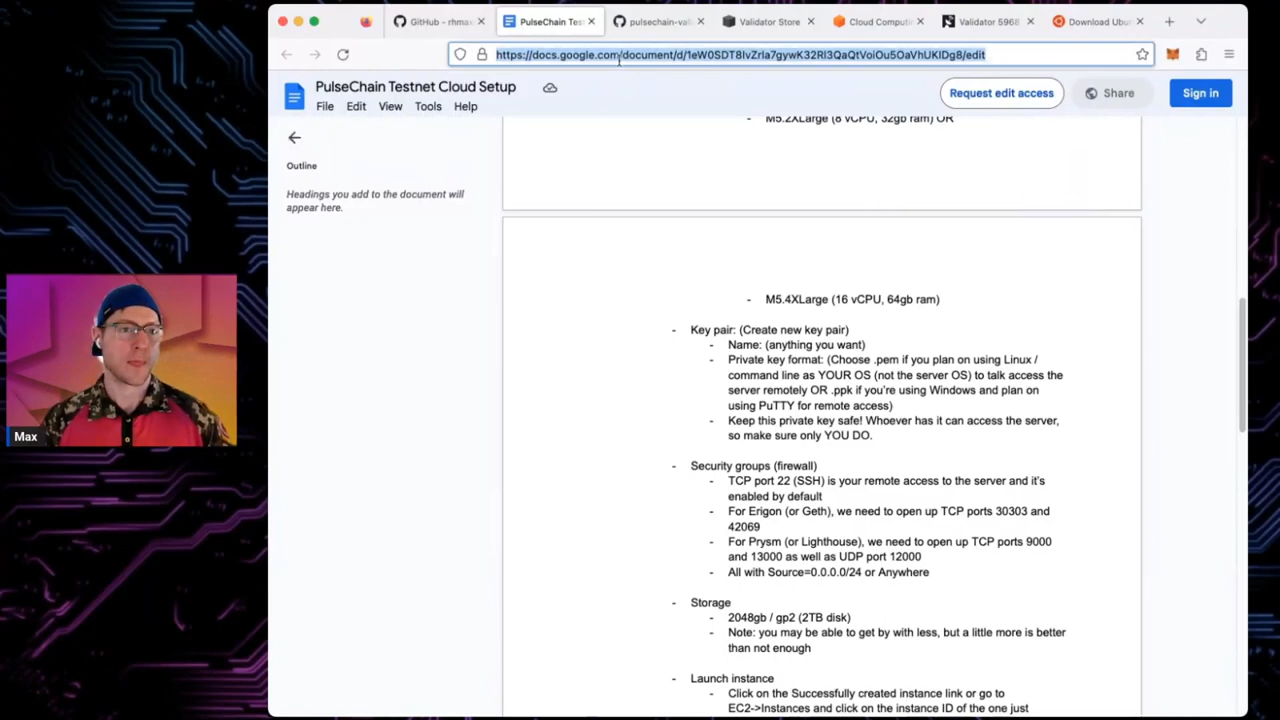 GitHub - rhmax
PulseChain Tes
pulsechain-vali
Validator Store
Cloud Computin
Validator 5968
Download Ubun
https://docs.google.com/document/d/1eW0SDT8IvZrIa7gywK32RI3QaQtVoiOu5OaVhUKIDg8/edit
PulseChain Testnet Cloud Setup
File Edit View Tools Help
Request edit access
Share
Sign in
Outline
Headings you add to the document will
appear here.
- M5.2XLarge (8 vCPU, 32gb ram) OR
- M5.4XLarge (16 vCPU, 64gb ram)
- Key pair: (Create new key pair)
- Name: (anything you want)
- Private key format: (Choose .pem if you plan on using Linux /
command line as YOUR OS (not the server OS) to talk access the
server remotely OR .ppk if you're using Windows and plan on
using PuTTY for remote access)
- Keep this private key safe! Whoever has it can access the server,
so make sure only YOU DO.
- Security groups (firewall)
- TCP port 22 (SSH) is your remote access to the server and it's
enabled by default
- For Erigon (or Geth), we need to open up TCP ports 30303 and
42069
- For Prysm (or Lighthouse), we need to open up TCP ports 9000
and 13000 as well as UDP port 12000
- All with Source=0.0.0.0/24 or Anywhere
- Storage
- 2048gb / gp2 (2TB disk)
- Note: you may be able to get by with less, but a little more is better
than not enough
- Launch instance
- Click on the Successfully created instance link or go to
EC2->Instances and click on the instance ID of the one just
Max